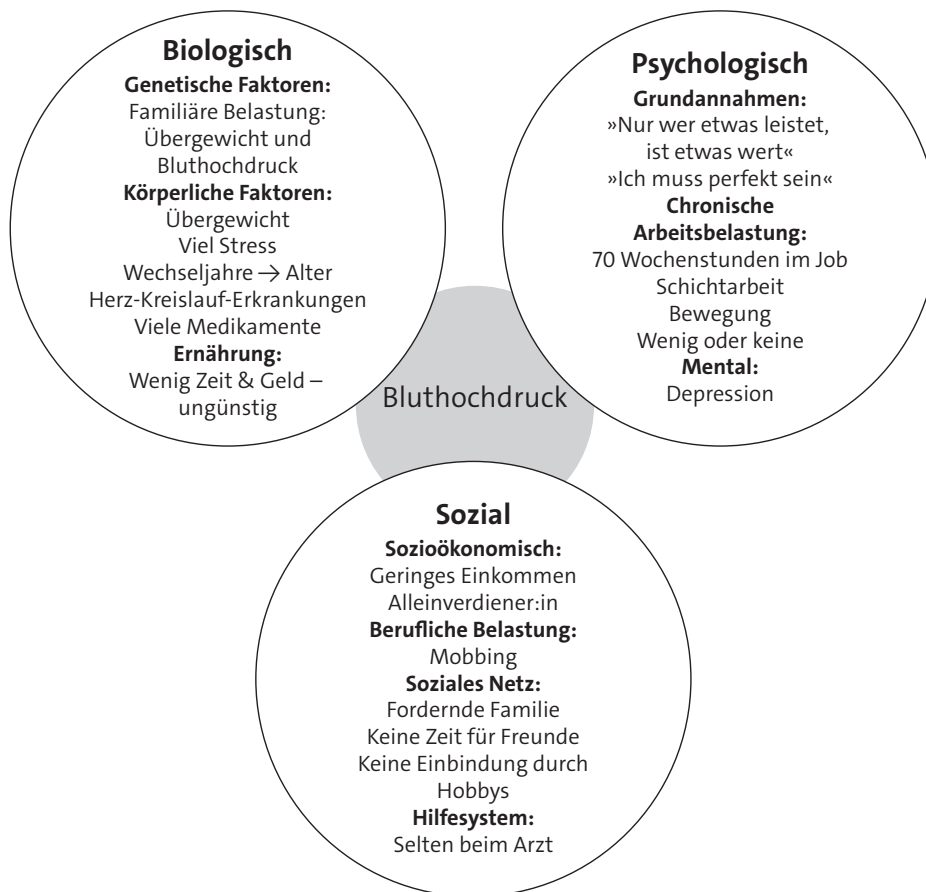 Biologisch
Genetische Faktoren:
Familiäre Belastung:
Übergewicht und
Bluthochdruck
Körperliche Faktoren:
Übergewicht
Viel Stress
Wechseljahre → Alter
Herz-Kreislauf-Erkrankungen
Viele Medikamente
Ernährung:
Wenig Zeit & Geld –
ungünstig
Psychologisch
Grundannahmen:
»Nur wer etwas leistet,
ist etwas wert«
»Ich muss perfekt sein«
Chronische
Arbeitsbelastung:
70 Wochenstunden im Job
Schichtarbeit
Bewegung
Wenig oder keine
Mental:
Depression
Bluthochdruck
Sozial
Sozioökonomisch:
Geringes Einkommen
Alleinverdiener:in
Berufliche Belastung:
Mobbing
Soziales Netz:
Fordernde Familie
Keine Zeit für Freunde
Keine Einbindung durch
Hobbys
Hilfesystem:
Selten beim Arzt